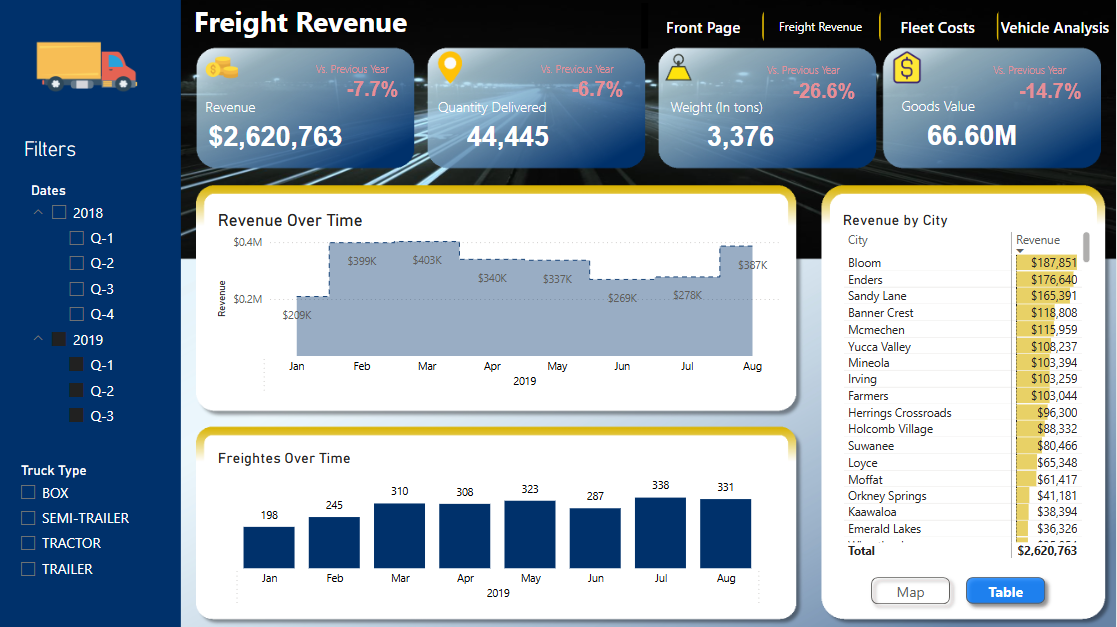 Freight Revenue
Front Page
Freight Revenue
Fleet Costs
Vehicle Analysis
Vs. Previous Year
-7.7%
Revenue
$2,620,763
Vs. Previous Year
-6.7%
Quantity Delivered
44,445
Vs. Previous Year
-26.6%
Weight (In tons)
3,376
Vs. Previous Year
-14.7%
Goods Value
66.60M
Filters
Dates
2018
Q-1
Q-2
Q-3
Q-4
2019
Q-1
Q-2
Q-3
Truck Type
BOX
SEMI-TRAILER
TRACTOR
TRAILER
Revenue Over Time
$0.4M
$0.2M
Revenue
$209K
$399K
$403K
$340K
$337K
$269K
$278K
$387K
Jan Feb Mar Apr May Jun Jul Aug
2019
Freightes Over Time
198 245 310 308 323 287 338 331
Jan Feb Mar Apr May Jun Jul Aug
2019
Revenue by City
City Revenue
Bloom $187,851
Enders $176,640
Sandy Lane $165,391
Banner Crest $118,808
Mcmechen $115,959
Yucca Valley $108,237
Mineola $103,394
Irving $103,259
Farmers $103,044
Herrings Crossroads $96,300
Holcomb Village $88,332
Suwanee $80,466
Loyce $65,348
Moffat $61,417
Orkney Springs $41,181
Kaawaloa $38,394
Emerald Lakes $36,326
Total $2,620,763
Map
Table